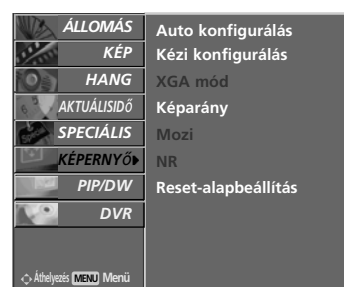 ÁLLOMÁS
KÉP
HANG
AKTUÁLISIDŐ
SPECIÁLIS
KÉPERNYŐ
PIP/DW
DVR
Áthelyezés MENU Menü
Auto konfigurálás
Kézi konfigurálás
XGA mód
Képarány
Mozi
NR
Reset-alapbeállítás